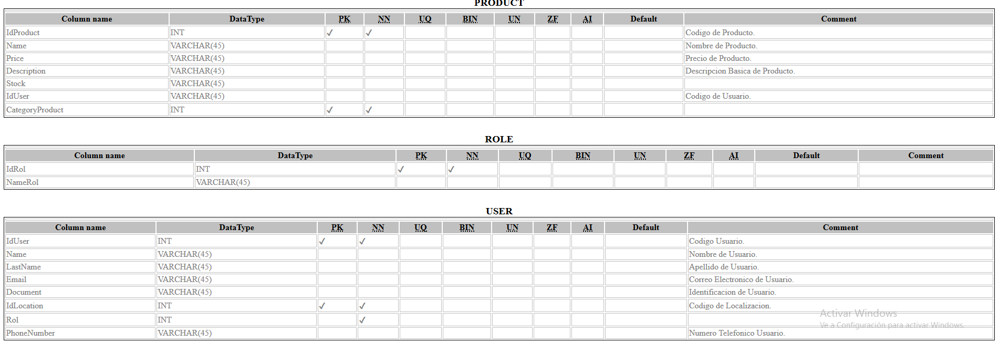 PRODUCT
Column name DataType PK NN UQ BIN UN ZF AI Default Comment
IdProduct INT ✓ ✓ Codigo de Producto.
Name VARCHAR(45) Nombre de Producto.
Price VARCHAR(45) Precio de Producto.
Description VARCHAR(45) Descripcion Basica de Producto.
Stock VARCHAR(45)
IdUser VARCHAR(45) Codigo de Usuario.
CategoryProduct INT ✓ ✓
ROLE
Column name DataType PK NN UQ BIN UN ZF AI Default Comment
IdRol INT ✓ ✓
NameRol VARCHAR(45)
USER
Column name DataType PK NN UQ BIN UN ZF AI Default Comment
IdUser INT ✓ ✓ Codigo Usuario.
Name VARCHAR(45) Nombre de Usuario.
LastName VARCHAR(45) Apellido de Usuario.
Email VARCHAR(45) Correo Electronico de Usuario.
Document VARCHAR(45) Identificacion de Usuario.
IdLocation INT ✓ ✓ Codigo de Localizacion.
Activar Windows
Rol INT ✓
Ve a Configuración para activar Windows.
PhoneNumber VARCHAR(45) Numero Telefonico Usuario.